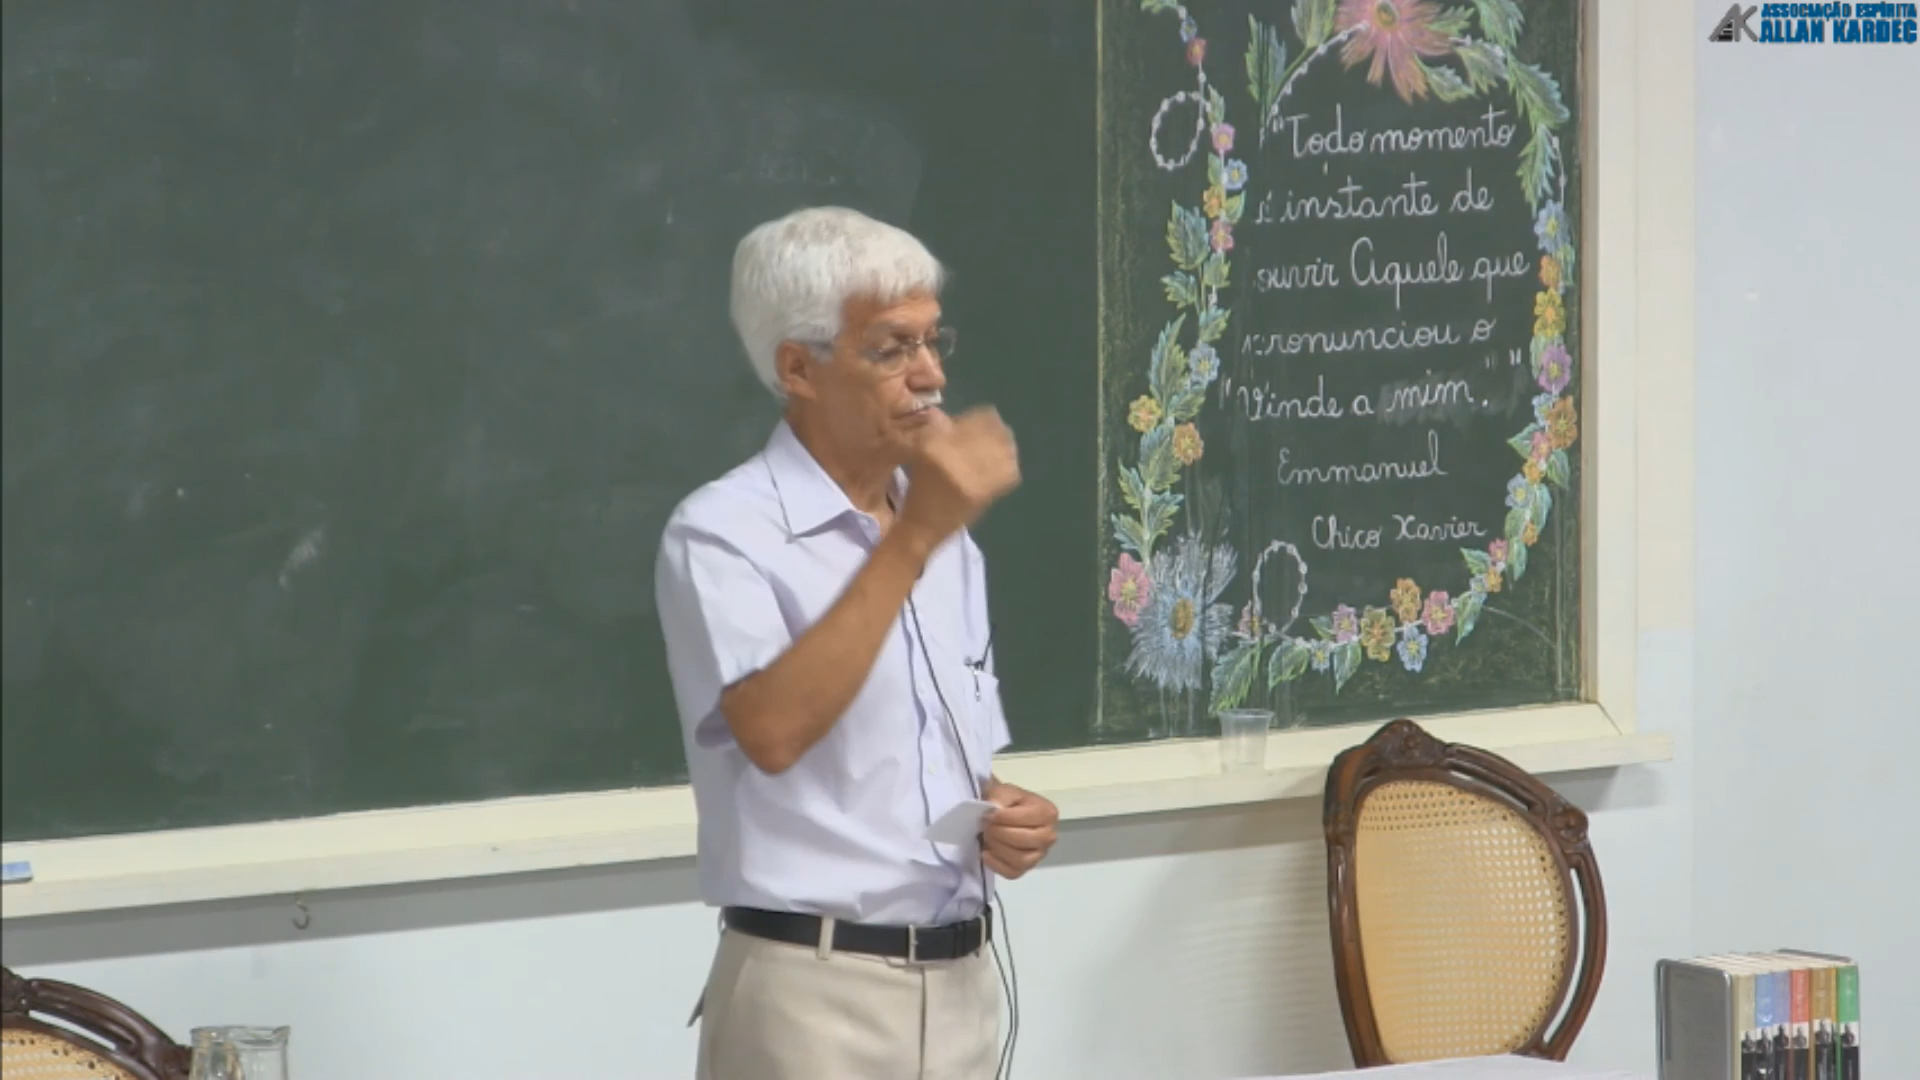 ASSOCIAÇÃO ESPÍRITA
ALLAN KARDEC
"Todo momento
é instante de
ouvir Aquele que
pronunciou o
"Vinde a mim.""
Emmanuel
Chico Xavier